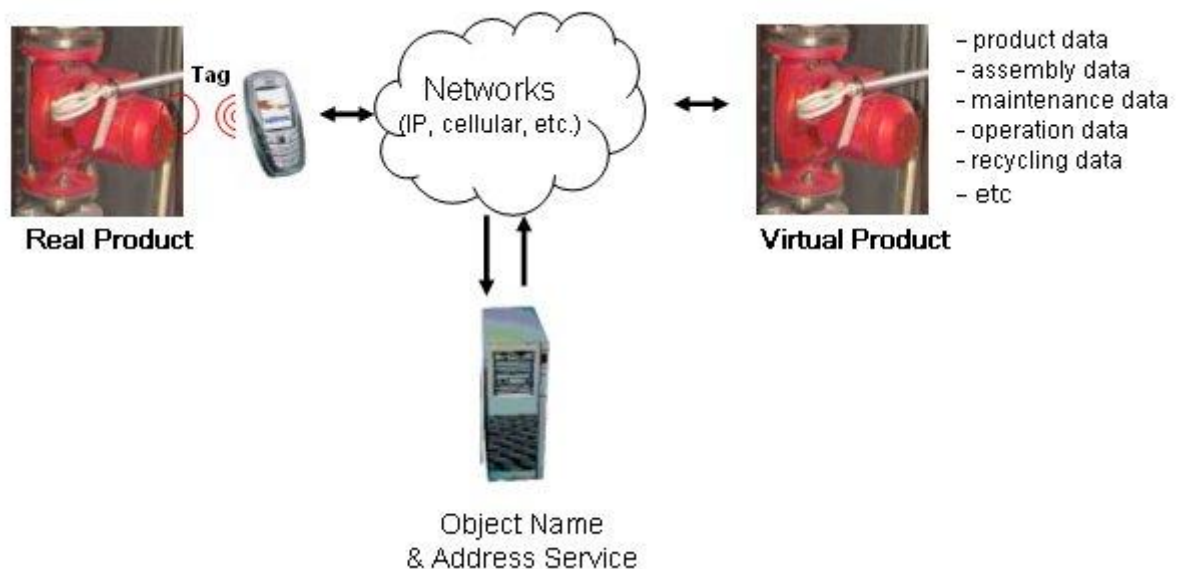 Tag
Networks
(IP, cellular, etc.)
Real Product
Virtual Product
- product data
- assembly data
- maintenance data
- operation data
- recycling data
- etc
Object Name
& Address Service